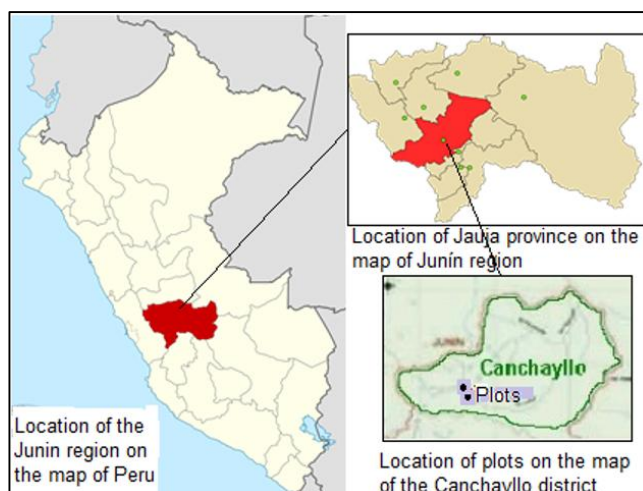 Location of the
Junin region on
the map of Peru
Location of Jauja province on the
map of Junín region
JUNIN
Canchayllo
Plots
Location of plots on the map
of the Canchayllo district